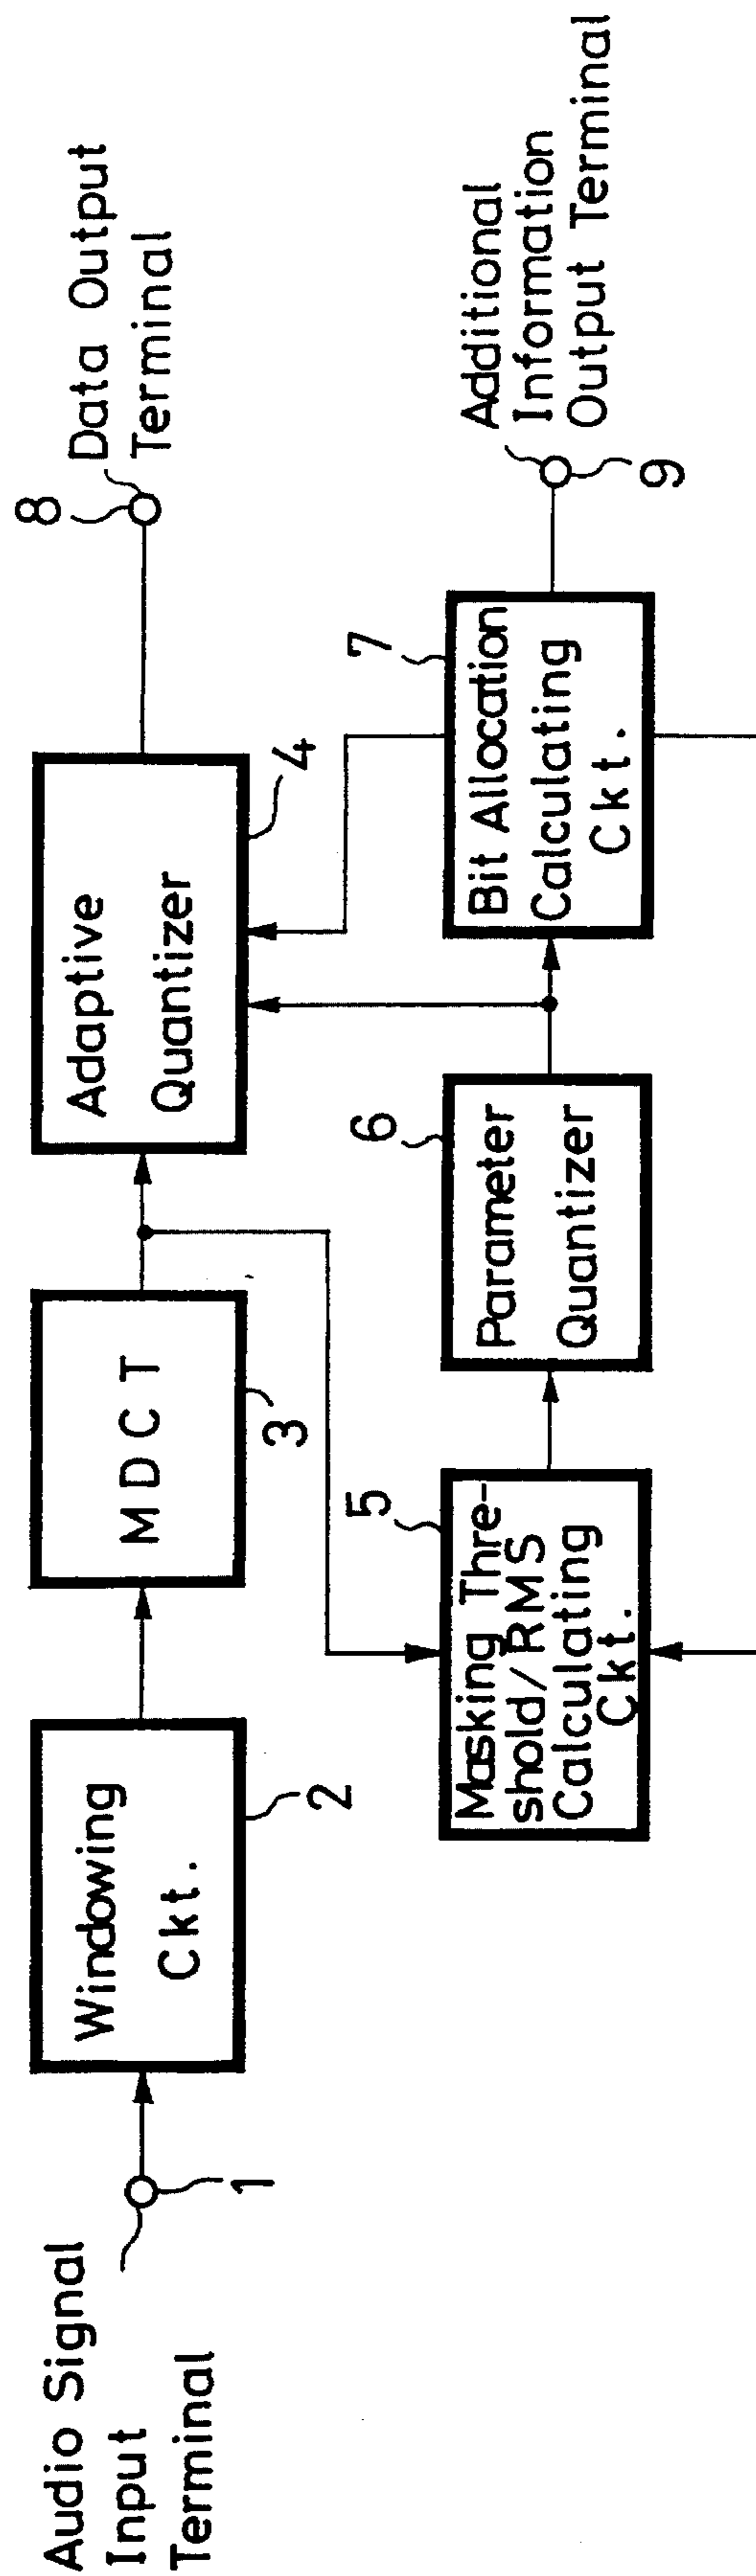 Audio Signal
Input
Terminal
1
Windowing
Ckt.
2
MDCT
3
Adaptive
Quantizer
4
8
Data Output
Terminal
5
Masking Thre-
shold/RMS
Calculating
Ckt.
6
Parameter
Quantizer
7
Bit Allocation
Calculating
Ckt.
9
Additional
Information
Output Terminal